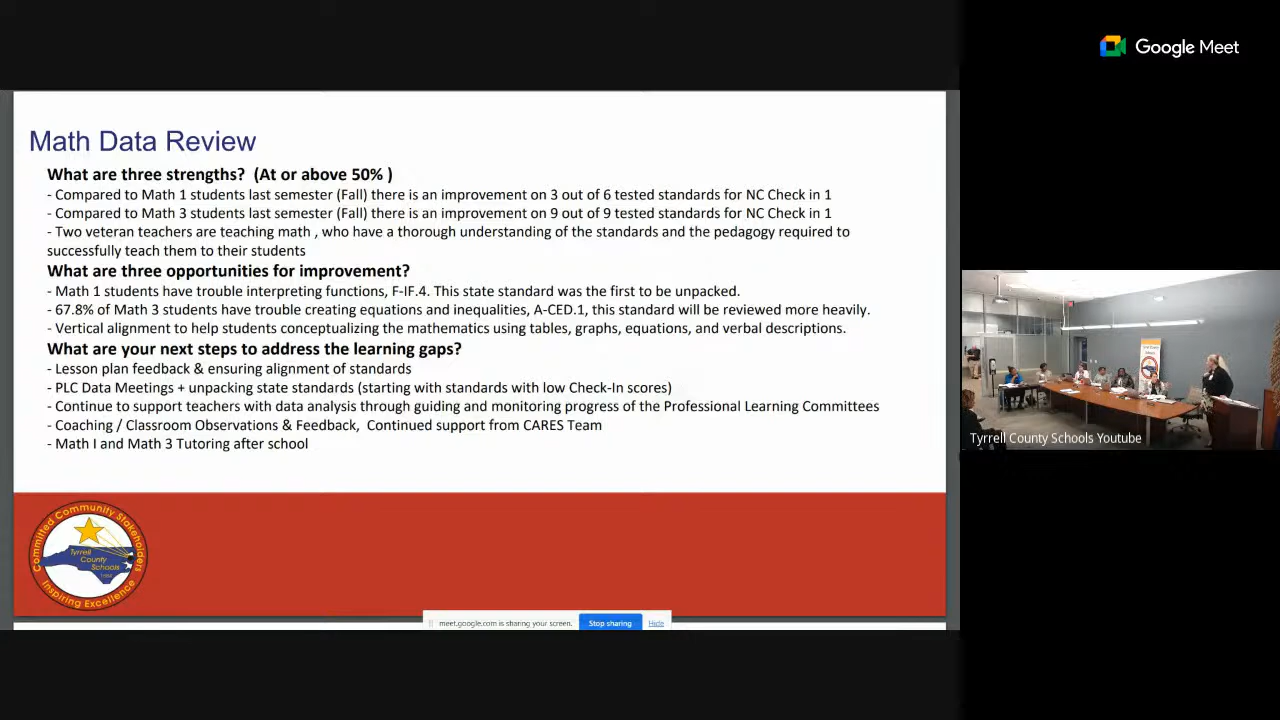 Google Meet
Math Data Review
What are three strengths? (At or above 50% )
- Compared to Math 1 students last semester (Fall) there is an improvement on 3 out of 6 tested standards for NC Check in 1
- Compared to Math 3 students last semester (Fall) there is an improvement on 9 out of 9 tested standards for NC Check in 1
- Two veteran teachers are teaching math , who have a thorough understanding of the standards and the pedagogy required to
successfully teach them to their students
What are three opportunities for improvement?
- Math 1 students have trouble interpreting functions, F-IF.4. This state standard was the first to be unpacked.
- 67.8% of Math 3 students have trouble creating equations and inequalities, A-CED.1, this standard will be reviewed more heavily.
- Vertical alignment to help students conceptualizing the mathematics using tables, graphs, equations, and verbal descriptions.
What are your next steps to address the learning gaps?
- Lesson plan feedback & ensuring alignment of standards
- PLC Data Meetings + unpacking state standards (starting with standards with low Check-In scores)
- Continue to support teachers with data analysis through guiding and monitoring progress of the Professional Learning Committees
- Coaching / Classroom Observations & Feedback, Continued support from CARES Team
- Math I and Math 3 Tutoring after school
Tyrrell County Schools Youtube
Committed Community Stakeholders
Tyrrell
County
Schools
Inspiring Excellence
meet.google.com is sharing your screen.
Stop sharing
Hide